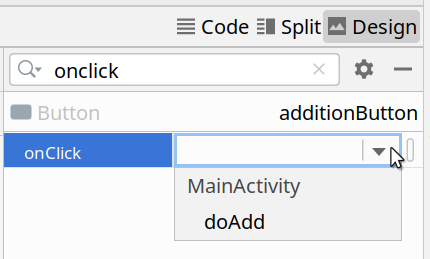 Code Split Design
onclick
Button additionButton
onClick
MainActivity
doAdd